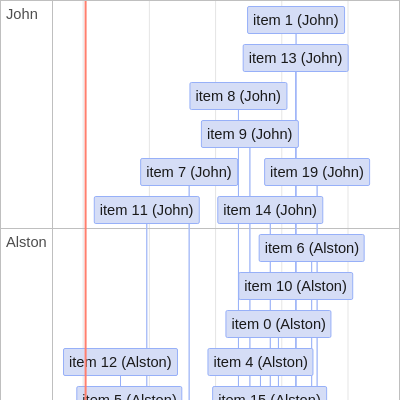 John
item 1 (John)
item 13 (John)
item 8 (John)
item 9 (John)
item 7 (John)
item 19 (John)
item 11 (John)
item 14 (John)
Alston
item 6 (Alston)
item 10 (Alston)
item 0 (Alston)
item 12 (Alston)
item 4 (Alston)
item 5 (Alston)
item 15 (Alston)